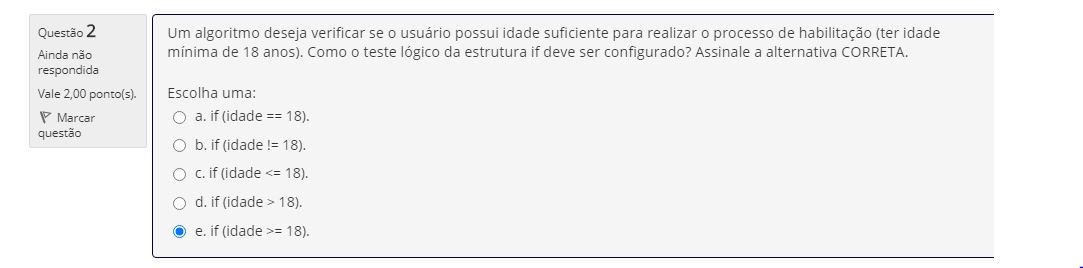 Questão 2
Ainda não
respondida
Vale 2,00 ponto(s).
Marcar
questão
Um algoritmo deseja verificar se o usuário possui idade suficiente para realizar o processo de habilitação (ter idade
mínima de 18 anos). Como o teste lógico da estrutura if deve ser configurado? Assinale a alternativa CORRETA.
Escolha uma:
a. if (idade == 18).
b. if (idade != 18).
c. if (idade <= 18).
d. if (idade > 18).
e. if (idade >= 18).